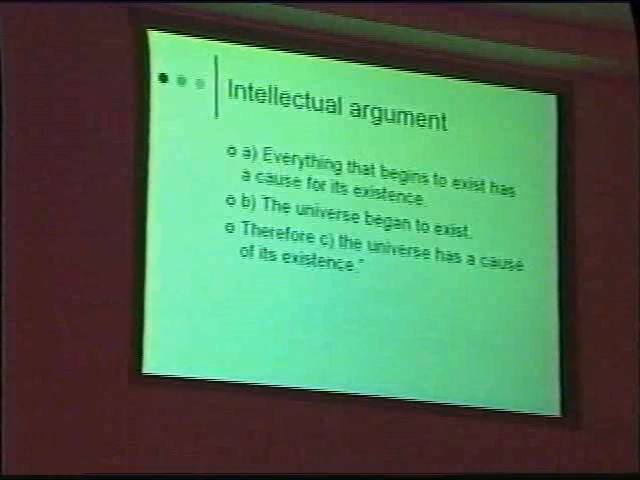 Intellectual argument
a) Everything that begins to exist has
a cause for its existence.
b) The universe began to exist.
Therefore c) the universe has a cause
of its existence."